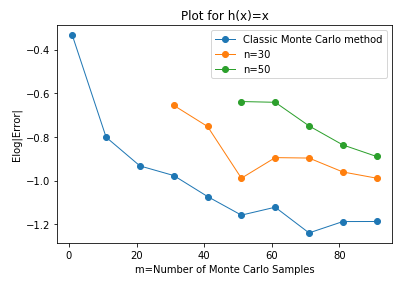 Plot for h(x)=x
Classic Monte Carlo method
n=30
n=50
Elog|Error|
−0.4
−0.6
−0.8
−1.0
−1.2
0 20 40 60 80
m=Number of Monte Carlo Samples